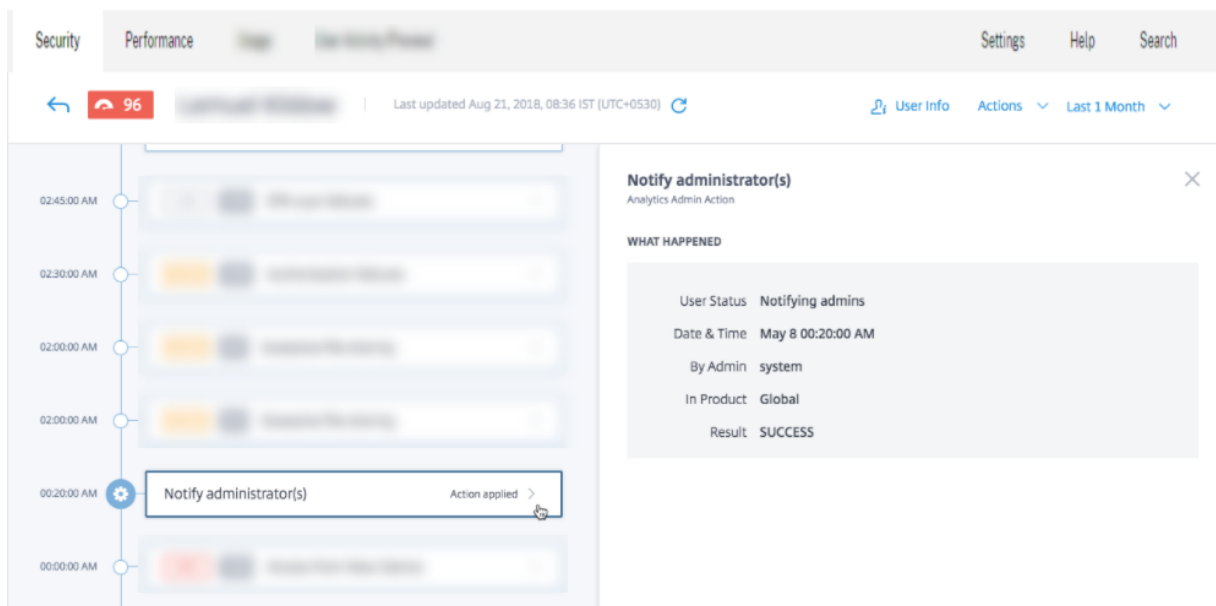 Security Performance Settings Help Search
96 Last updated Aug 21, 2018, 08:36 IST (UTC+0530) User Info Actions Last 1 Month
02:45:00 AM
02:30:00 AM
02:00:00 AM
02:00:00 AM
00:20:00 AM Notify administrator(s) Action applied
00:00:00 AM
Notify administrator(s)
Analytics Admin Action
WHAT HAPPENED
User Status Notifying admins
Date & Time May 8 00:20:00 AM
By Admin system
In Product Global
Result SUCCESS